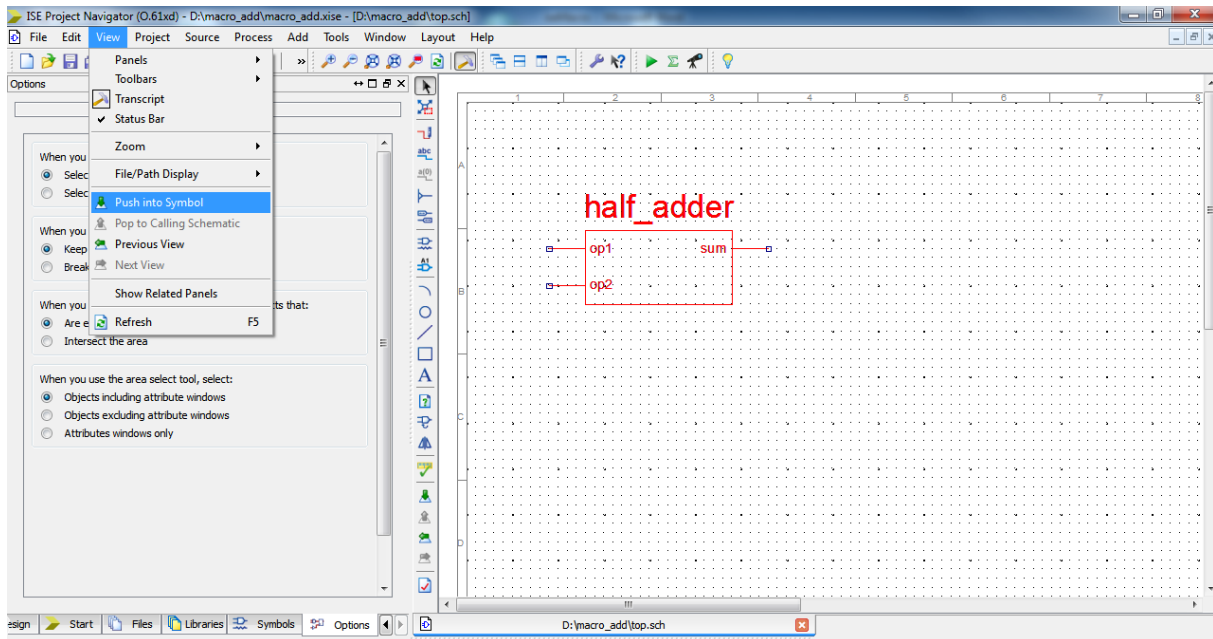 ISE Project Navigator (O.61xd) - D:\macro_add\macro_add.xise - [D:\macro_add\top.sch]
File Edit View Project Source Process Add Tools Window Layout Help
Panels
Toolbars
Transcript
Status Bar
Zoom
File/Path Display
Push into Symbol
Pop to Calling Schematic
Previous View
Next View
Show Related Panels
Refresh F5
Options
When you
Selec
Selec
When you
Keep
Break
When you cts that:
Are e
Intersect the area
When you use the area select tool, select:
Objects including attribute windows
Objects excluding attribute windows
Attributes windows only
abc
a(0)
A1
A
1 2 3 4 5 6 7 8
A
B
C
D
half_adder
op1 sum
op2
esign Start Files Libraries Symbols Options
D:\macro_add\top.sch